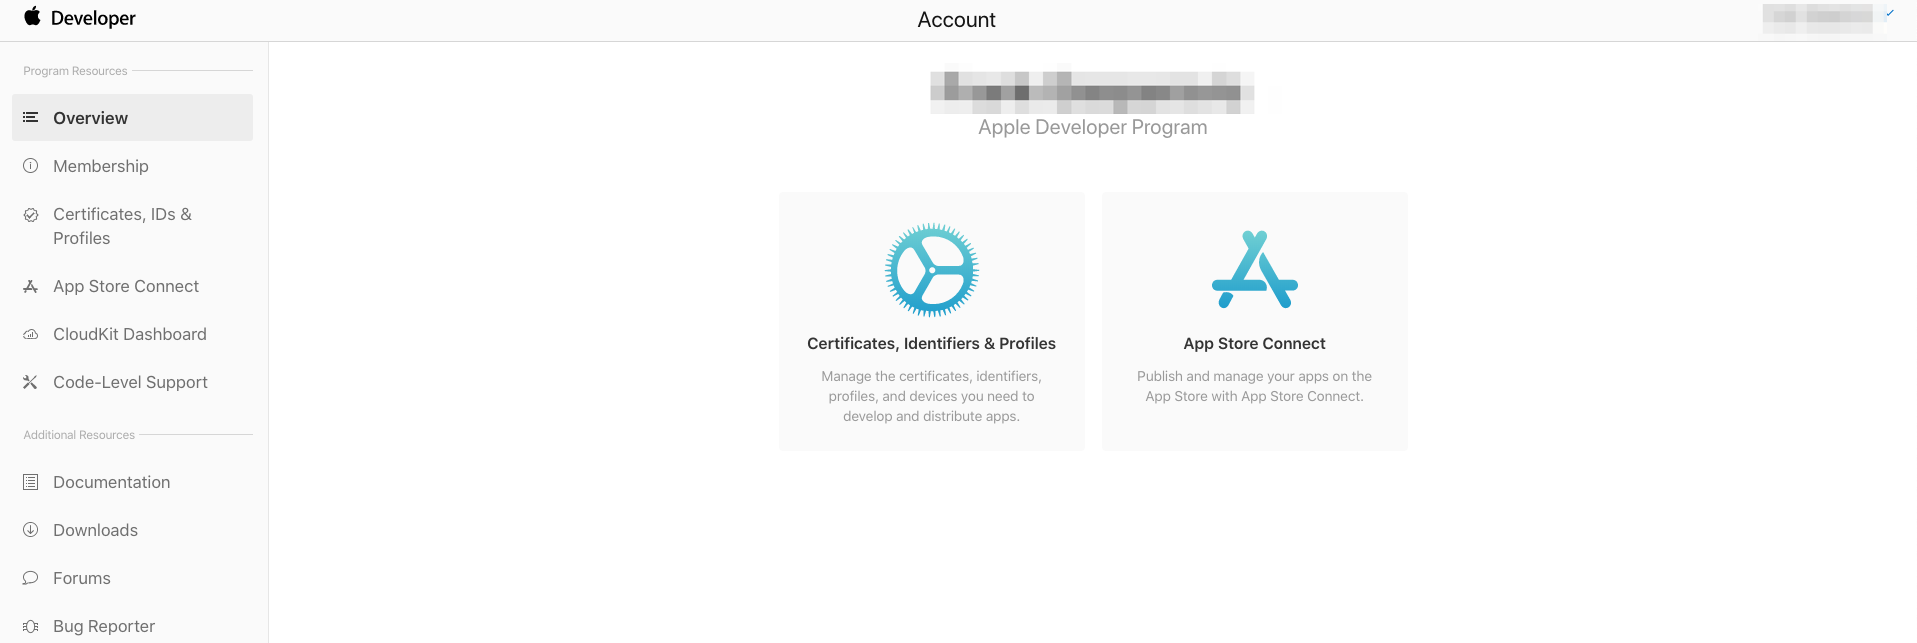 Developer
Account
Program Resources
Overview
Membership
Certificates, IDs &
Profiles
App Store Connect
CloudKit Dashboard
Code-Level Support
Additional Resources
Documentation
Downloads
Forums
Bug Reporter
Apple Developer Program
Certificates, Identifiers & Profiles
Manage the certificates, identifiers,
profiles, and devices you need to
develop and distribute apps.
App Store Connect
Publish and manage your apps on the
App Store with App Store Connect.